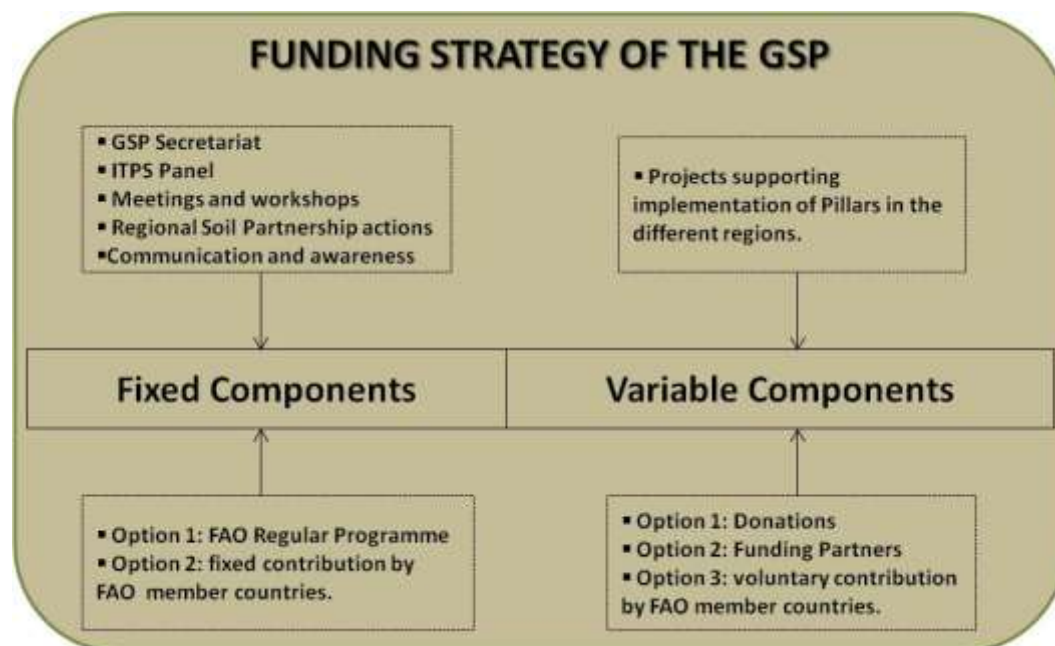 FUNDING STRATEGY OF THE GSP
▪ GSP Secretariat
▪ ITPS Panel
▪ Meetings and workshops
▪ Regional Soil Partnership actions
▪Communication and awareness
▪ Projects supporting
implementation of Pillars in the
different regions.
Fixed Components
Variable Components
▪ Option 1: FAO Regular Programme
▪ Option 2: fixed contribution by
FAO member countries.
▪ Option 1: Donations
▪ Option 2: Funding Partners
▪ Option 3: voluntary contribution
by FAO member countries.